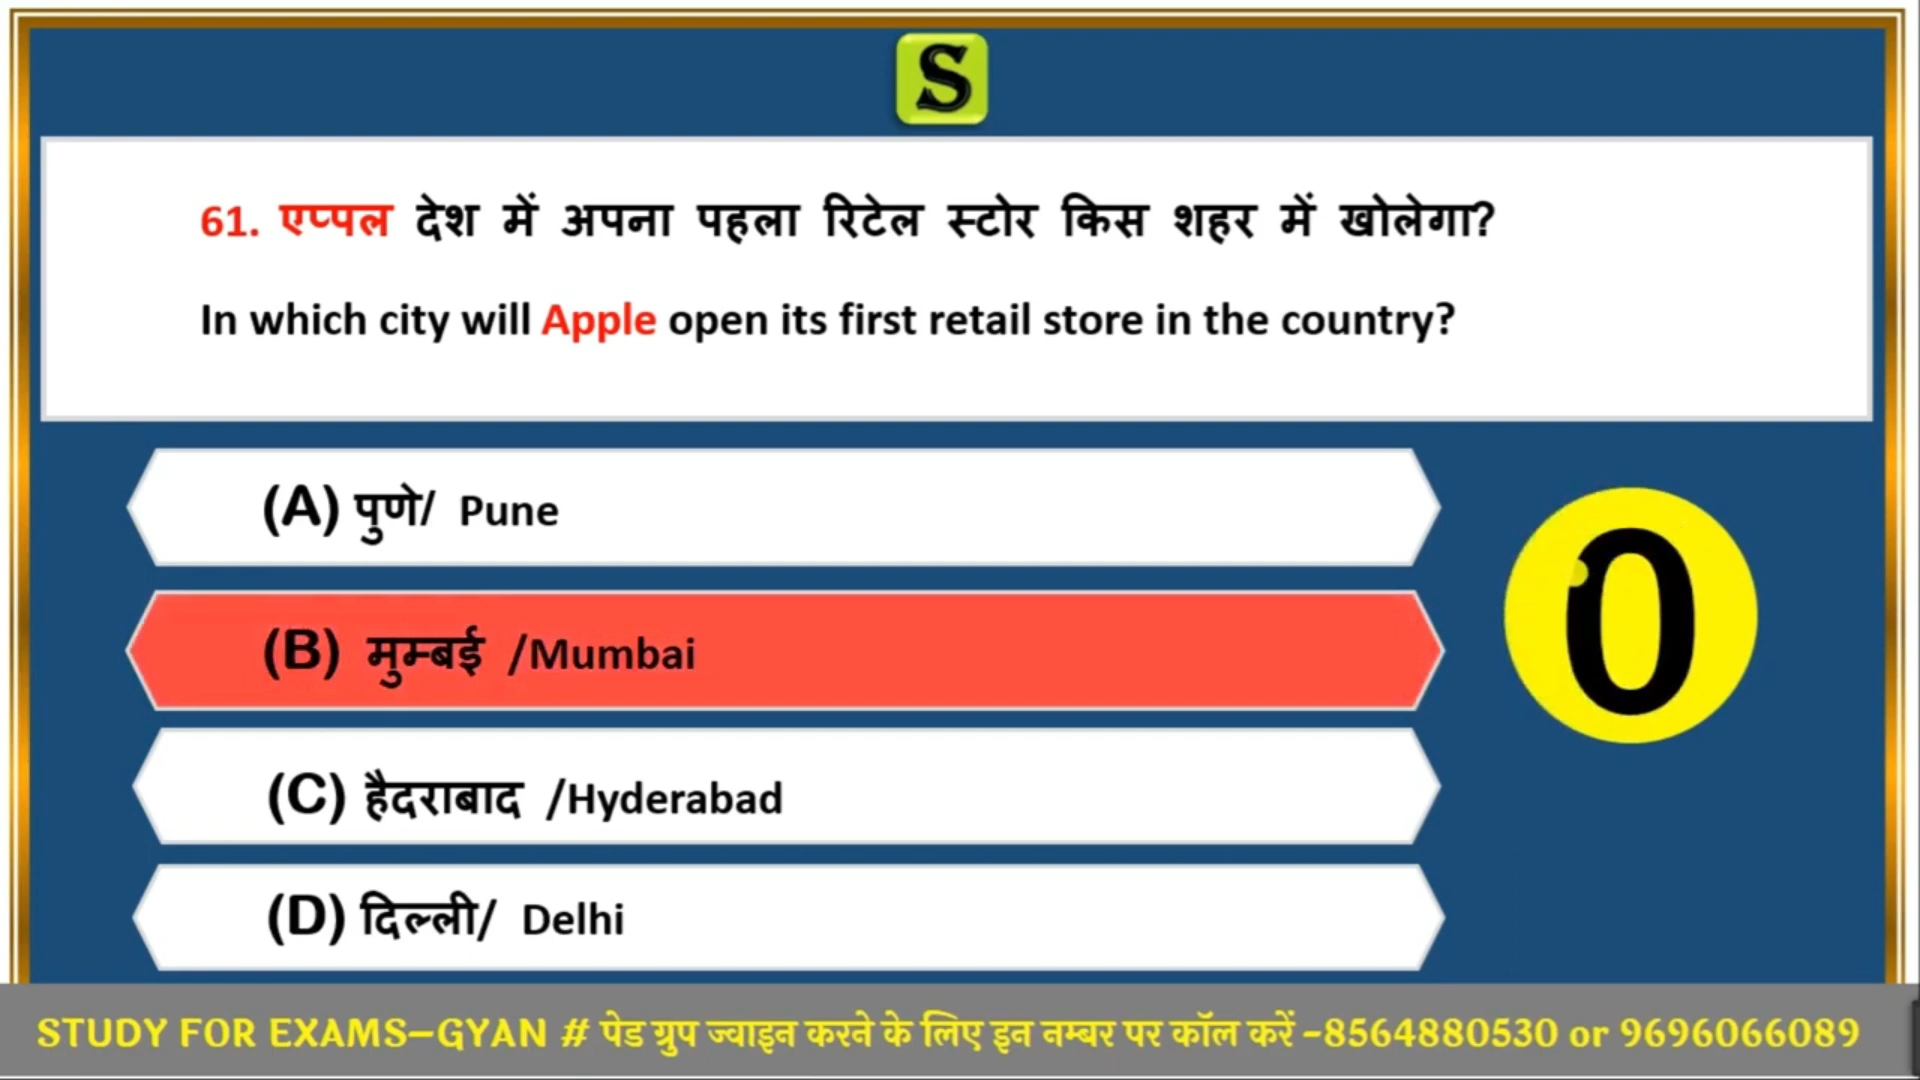 S
61. एप्पल देश में अपना पहला रिटेल स्टोर किस शहर में खोलेगा?
In which city will Apple open its first retail store in the country?
(A) पुणे/ Pune
(B) मुम्बई /Mumbai
0
(C) हैदराबाद /Hyderabad
(D) दिल्ली/ Delhi
STUDY FOR EXAMS–GYAN # पेड ग्रुप ज्वाइन करने के लिए इन नम्बर पर कॉल करें –8564880530 or 9696066089